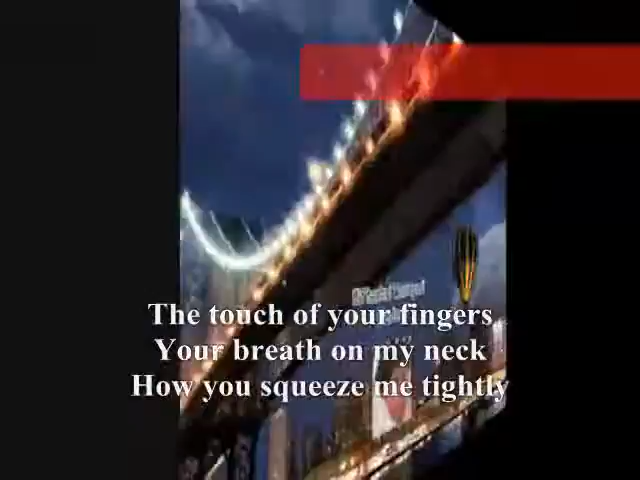 The touch of your fingers
Your breath on my neck
How you squeeze me tightly